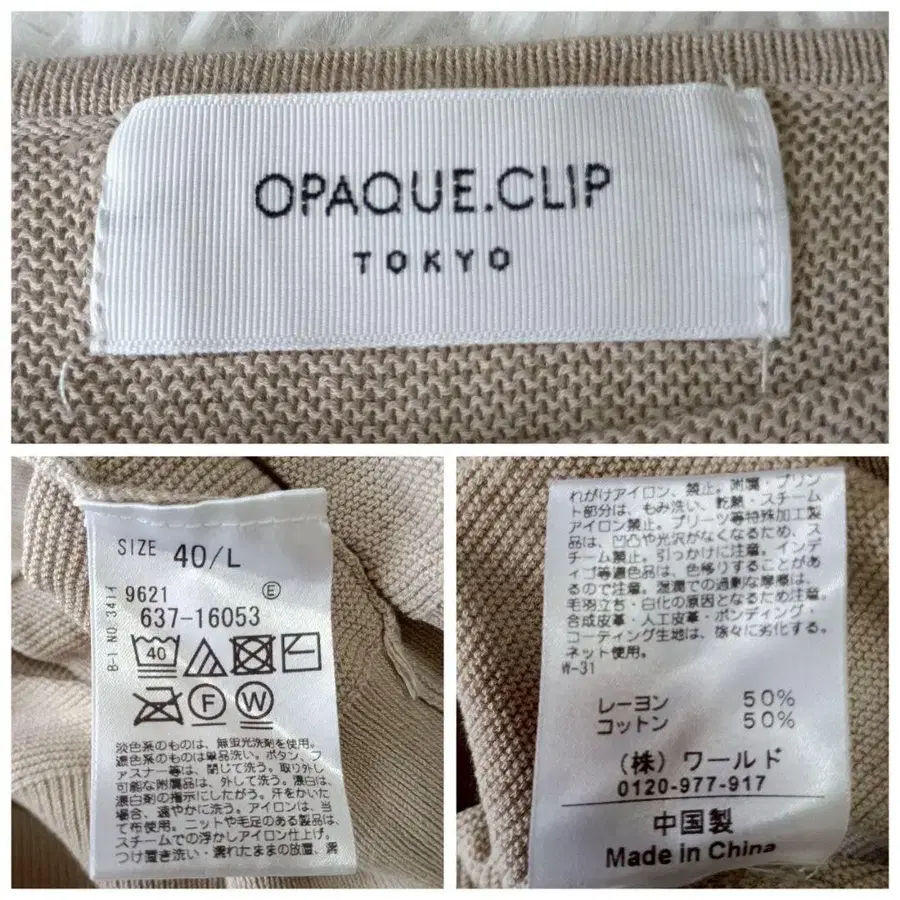 OPAQUE.CLIP
TOKYO
SIZE 40/L
B-1 NO.341-1
9621 Ⓔ
637-16053
40
F W
淡色系のものは、無蛍光洗剤を使用。
濃色系のものは単品洗い。ボタン、フ
ァスナー等は、閉じて洗う。取り外し
可能な附属品は、外して洗う。漂白は、
漂白剤の指示にしたがう。汗をかいた
場合、速やかに洗う。アイロンは、当
て布使用。ニットや毛足のある製品は、
スチームでの浮かしアイロン仕上げ。
つけ置き洗い・濡れたままの放置、濡
れがけアイロン、禁止。附属・プリン
ト部分は、もみ洗い、乾熱・スチーム
アイロン禁止。プリーツ等特殊加工製
品は、凹凸や光沢がなくなるため、ス
チーム禁止。引っかけに注意。インデ
ィゴ等濃色品は、色移りすることがあ
るので注意。湿潤での過剰な摩擦は、
毛羽立ち・白化の原因となるため注意。
合成皮革・人工皮革・ボンディング・
コーティング生地は、徐々に劣化する。
ネット使用。
W-31
レーヨン 50%
コットン 50%
(株)ワールド
0120-977-917
中国製
Made in China